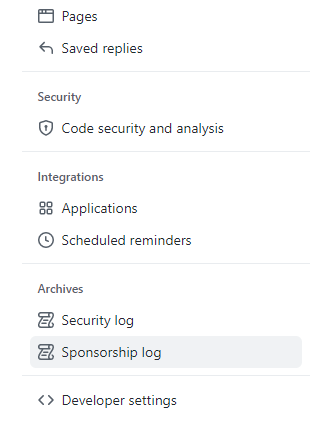 Pages
Saved replies
Security
Code security and analysis
Integrations
Applications
Scheduled reminders
Archives
Security log
Sponsorship log
Developer settings